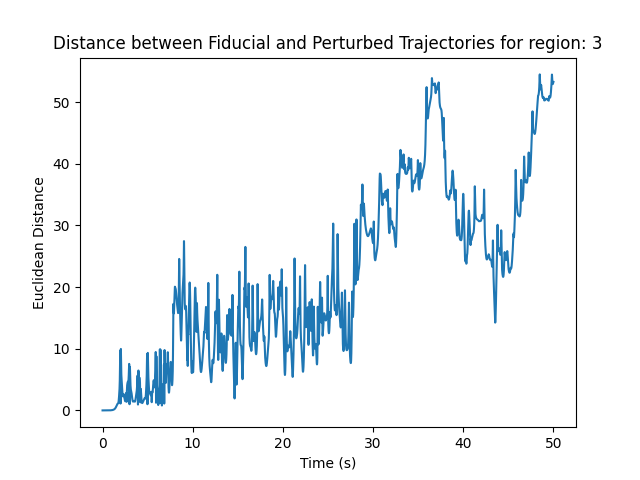 Distance between Fiducial and Perturbed Trajectories for region: 3
Euclidean Distance
50
40
30
20
10
0
0 10 20 30 40 50
Time (s)